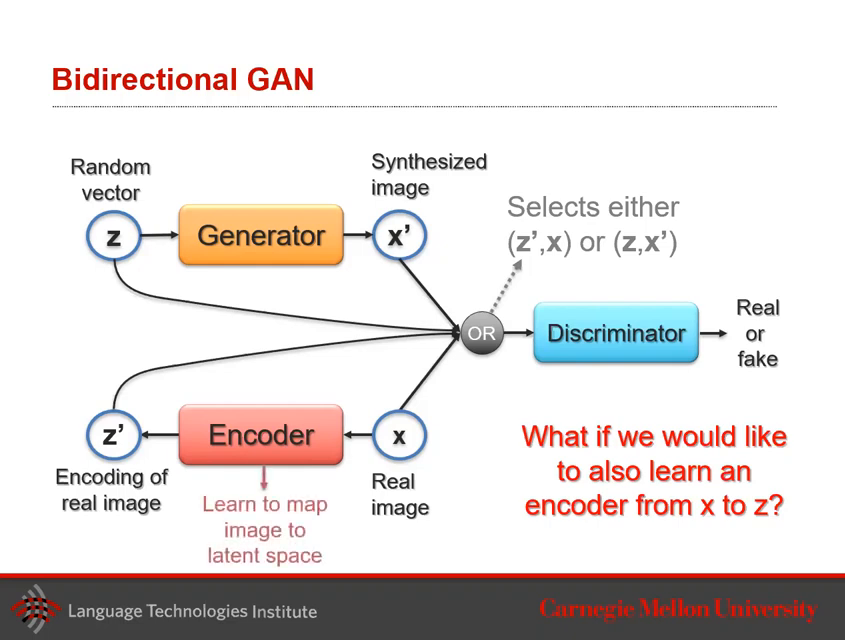 Bidirectional GAN
Random
vector
z
Generator
Synthesized
image
x’
Selects either
(z’,x) or (z,x’)
OR
Discriminator
Real
or
fake
z’
Encoding of
real image
Encoder
Learn to map
image to
latent space
x
Real
image
What if we would like
to also learn an
encoder from x to z?
Language Technologies Institute
Carnegie Mellon University